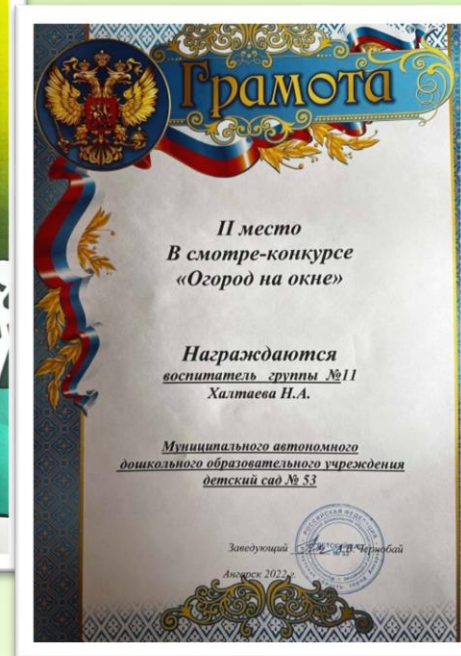 Грамота
II место
В смотре-конкурсе
«Огород на окне»
Награждаются
воспитатель группы №11
Халтаева Н.А.
Муниципального автономного
дошкольного образовательного учреждения
детский сад № 53
Заведующий Чернобай
Ангарск 2022 г.